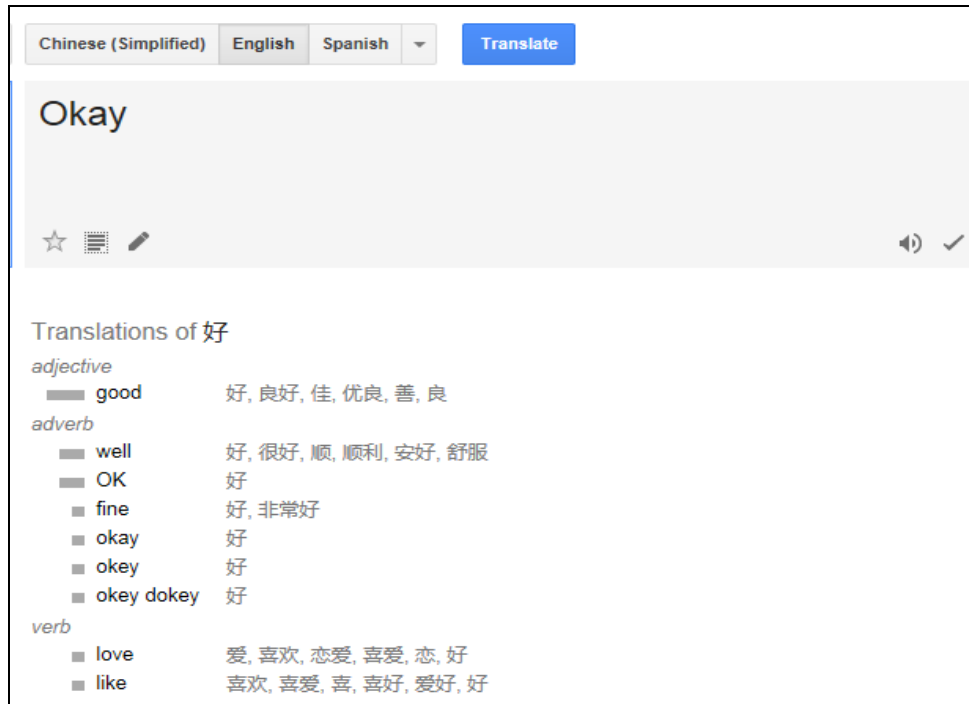 Chinese (Simplified) English Spanish Translate
Okay
Translations of 好
adjective
good 好, 良好, 佳, 优良, 善, 良
adverb
well 好, 很好, 顺, 顺利, 安好, 舒服
OK 好
fine 好, 非常好
okay 好
okey 好
okey dokey 好
verb
love 爱, 喜欢, 恋爱, 喜爱, 恋, 好
like 喜欢, 喜爱, 喜, 喜好, 爱好, 好